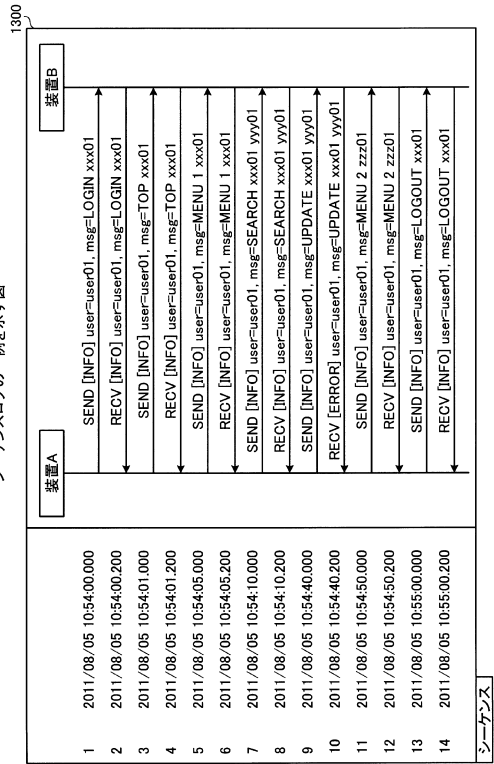 1300
装置A 装置B
1 2011/08/05 10:54:00.000 SEND [INFO] user=user01, msg=LOGIN xxx01
2 2011/08/05 10:54:00.200 RECV [INFO] user=user01, msg=LOGIN xxx01
3 2011/08/05 10:54:01.000 SEND [INFO] user=user01, msg=TOP xxx01
4 2011/08/05 10:54:01.200 RECV [INFO] user=user01, msg=TOP xxx01
5 2011/08/05 10:54:05.000 SEND [INFO] user=user01, msg=MENU 1 xxx01
6 2011/08/05 10:54:05.200 RECV [INFO] user=user01, msg=MENU 1 xxx01
7 2011/08/05 10:54:10.000 SEND [INFO] user=user01, msg=SEARCH xxx01 yyy01
8 2011/08/05 10:54:10.200 RECV [INFO] user=user01, msg=SEARCH xxx01 yyy01
9 2011/08/05 10:54:40.000 SEND [INFO] user=user01, msg=UPDATE xxx01 yyy01
10 2011/08/05 10:54:40.200 RECV [ERROR] user=user01, msg=UPDATE xxx01 yyy01
11 2011/08/05 10:54:50.000 SEND [INFO] user=user01, msg=MENU 2 zzz01
12 2011/08/05 10:54:50.200 RECV [INFO] user=user01, msg=MENU 2 zzz01
13 2011/08/05 10:55:00.000 SEND [INFO] user=user01, msg=LOGOUT xxx01
14 2011/08/05 10:55:00.200 RECV [INFO] user=user01, msg=LOGOUT xxx01
シーケンス